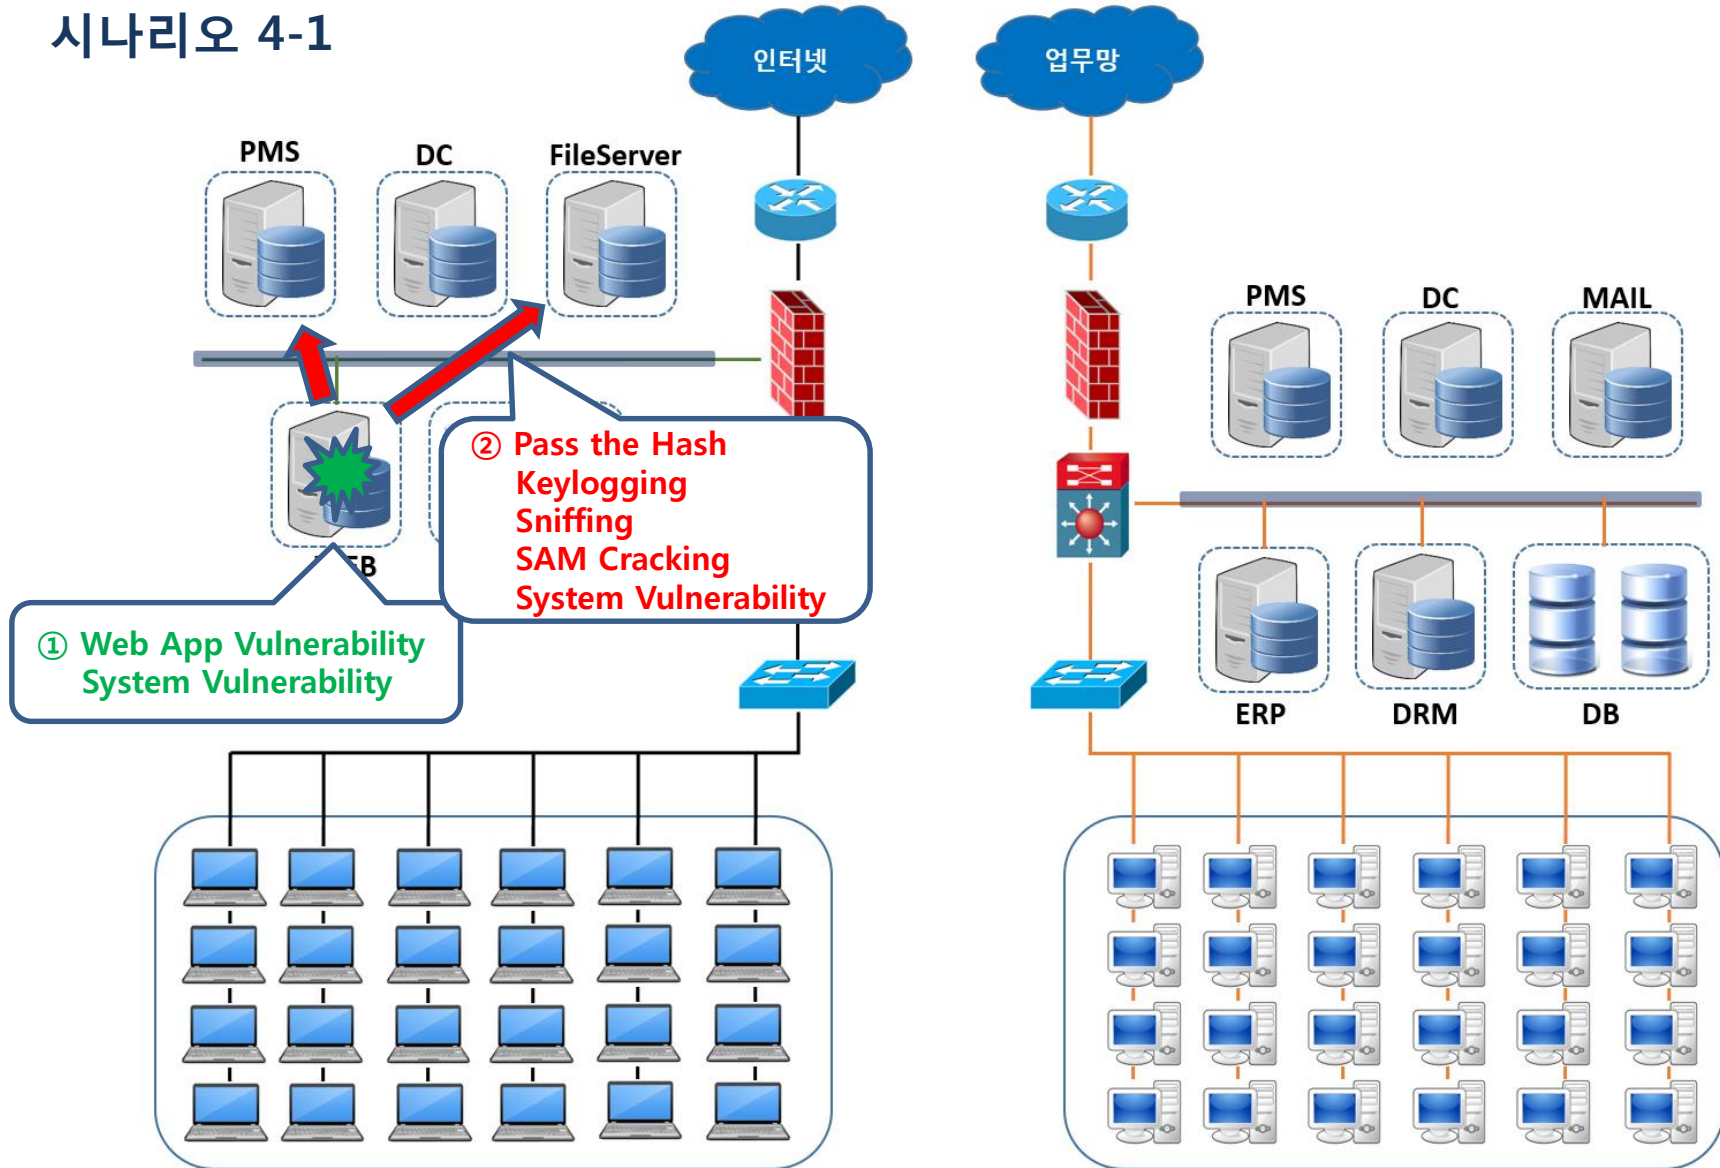 시나리오 4-1
인터넷
업무망
PMS
DC
FileServer
PMS
DC
MAIL
② Pass the Hash
Keylogging
Sniffing
SAM Cracking
System Vulnerability
① Web App Vulnerability
System Vulnerability
ERP
DRM
DB